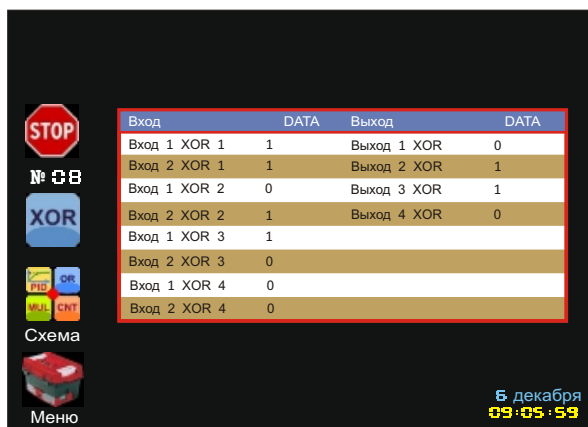 Вход DATA Выход DATA
Вход 1 XOR 1 1 Выход 1 XOR 0
Вход 2 XOR 1 1 Выход 2 XOR 1
Вход 1 XOR 2 0 Выход 3 XOR 1
Вход 2 XOR 2 1 Выход 4 XOR 0
Вход 1 XOR 3 1
Вход 2 XOR 3 0
Вход 1 XOR 4 0
Вход 2 XOR 4 0
STOP
№ 08
XOR
PID OR
MUL CNT
Схема
Меню
6 декабря
09:05:59